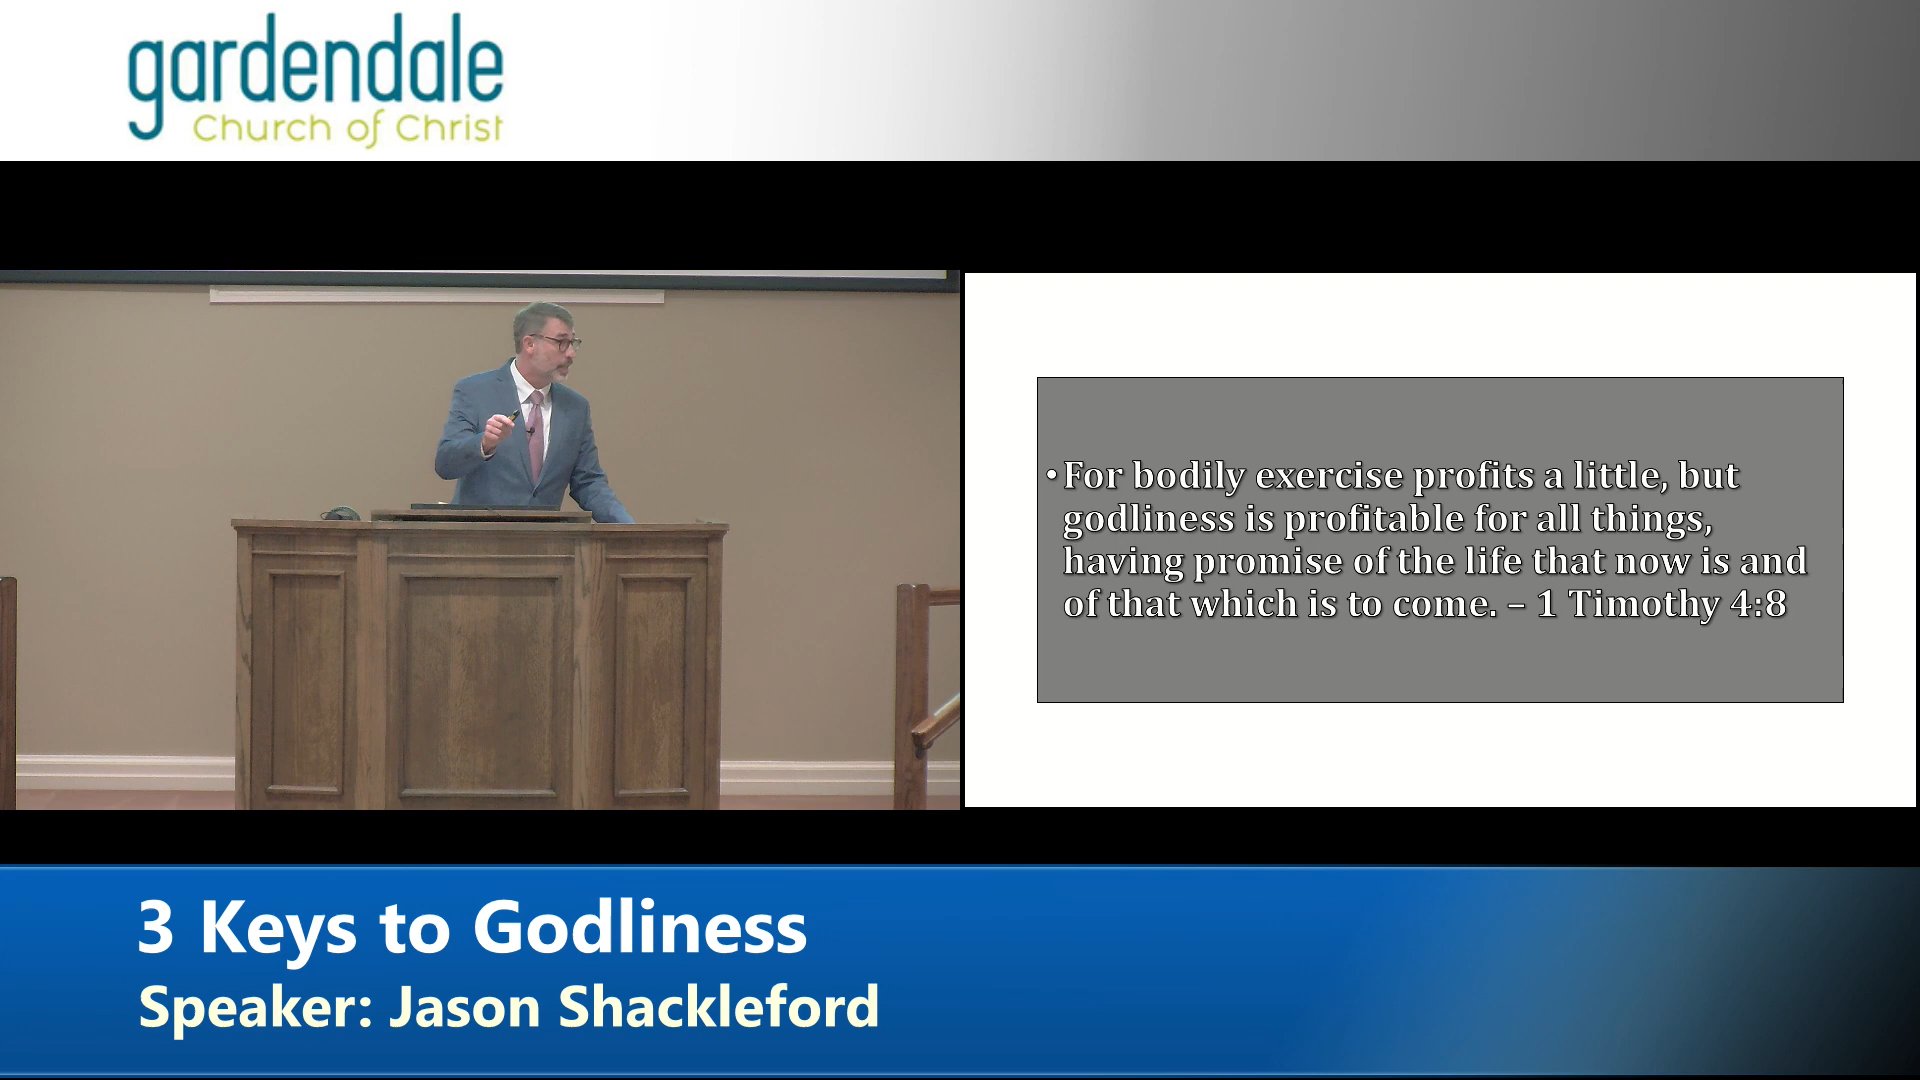 gardendale
Church of Christ
• For bodily exercise profits a little, but
godliness is profitable for all things,
having promise of the life that now is and
of that which is to come. – 1 Timothy 4:8
3 Keys to Godliness
Speaker: Jason Shackleford